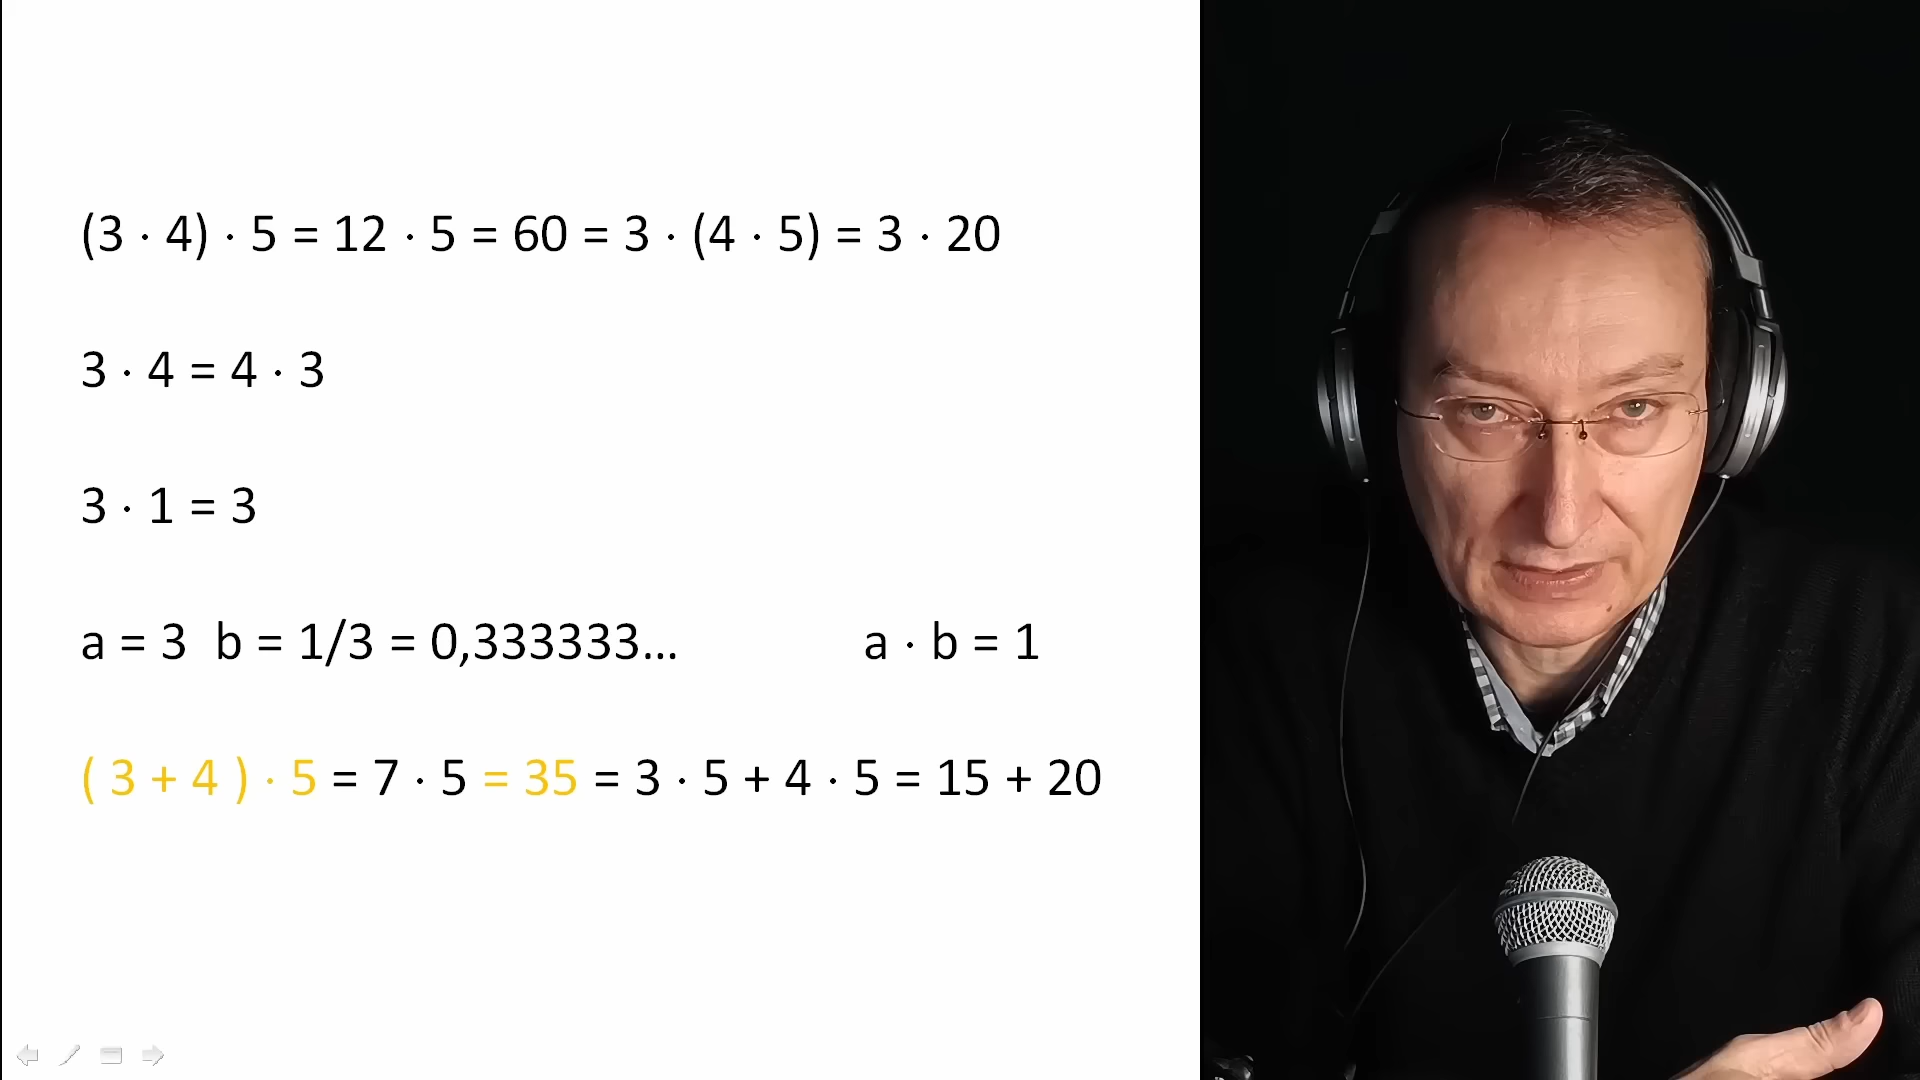 (3 · 4) · 5 = 12 · 5 = 60 = 3 · (4 · 5) = 3 · 20
3 · 4 = 4 · 3
3 · 1 = 3
a = 3  b = 1/3 = 0,333333...  a · b = 1
( 3 + 4 ) · 5 = 7 · 5 = 35 = 3 · 5 + 4 · 5 = 15 + 20